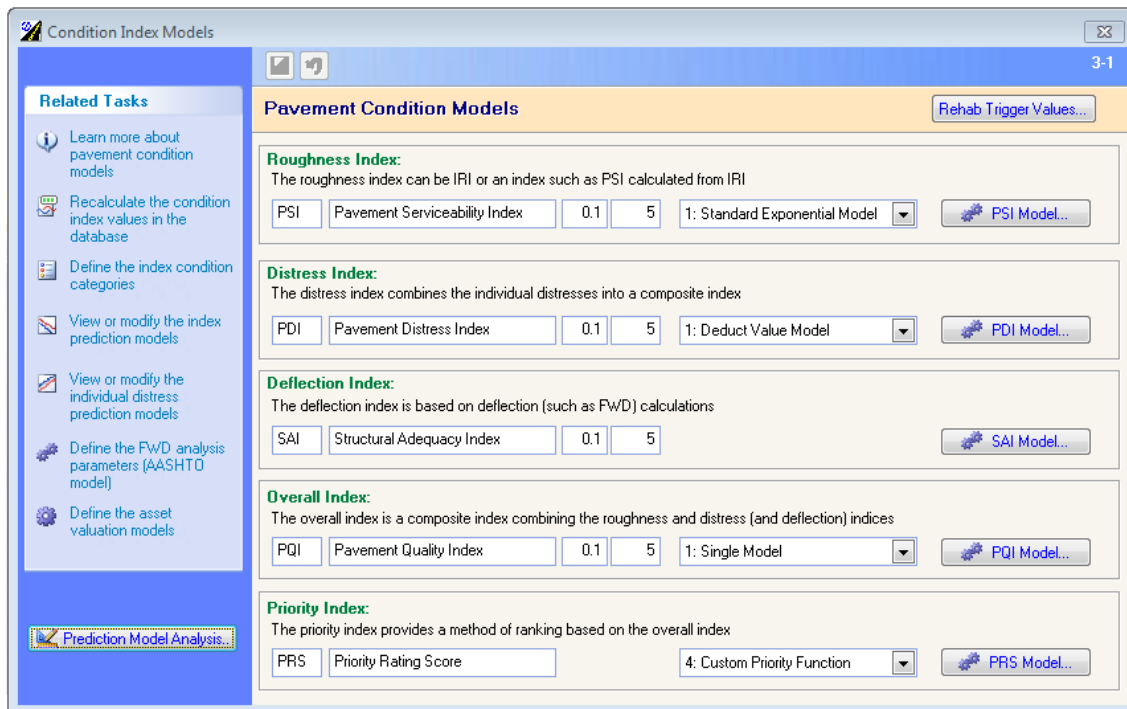 Condition Index Models
3-1
Related Tasks
Learn more about
pavement condition
models
Recalculate the condition
index values in the
database
Define the index condition
categories
View or modify the index
prediction models
View or modify the
individual distress
prediction models
Define the FWD analysis
parameters (AASHTO
model)
Define the asset
valuation models
Prediction Model Analysis..
Pavement Condition Models
Rehab Trigger Values...
Roughness Index:
The roughness index can be IRI or an index such as PSI calculated from IRI
PSI Pavement Serviceability Index 0.1 5 1: Standard Exponential Model PSI Model...
Distress Index:
The distress index combines the individual distresses into a composite index
PDI Pavement Distress Index 0.1 5 1: Deduct Value Model PDI Model...
Deflection Index:
The deflection index is based on deflection (such as FWD) calculations
SAI Structural Adequacy Index 0.1 5 SAI Model...
Overall Index:
The overall index is a composite index combining the roughness and distress (and deflection) indices
PQI Pavement Quality Index 0.1 5 1: Single Model PQI Model...
Priority Index:
The priority index provides a method of ranking based on the overall index
PRS Priority Rating Score 4: Custom Priority Function PRS Model...